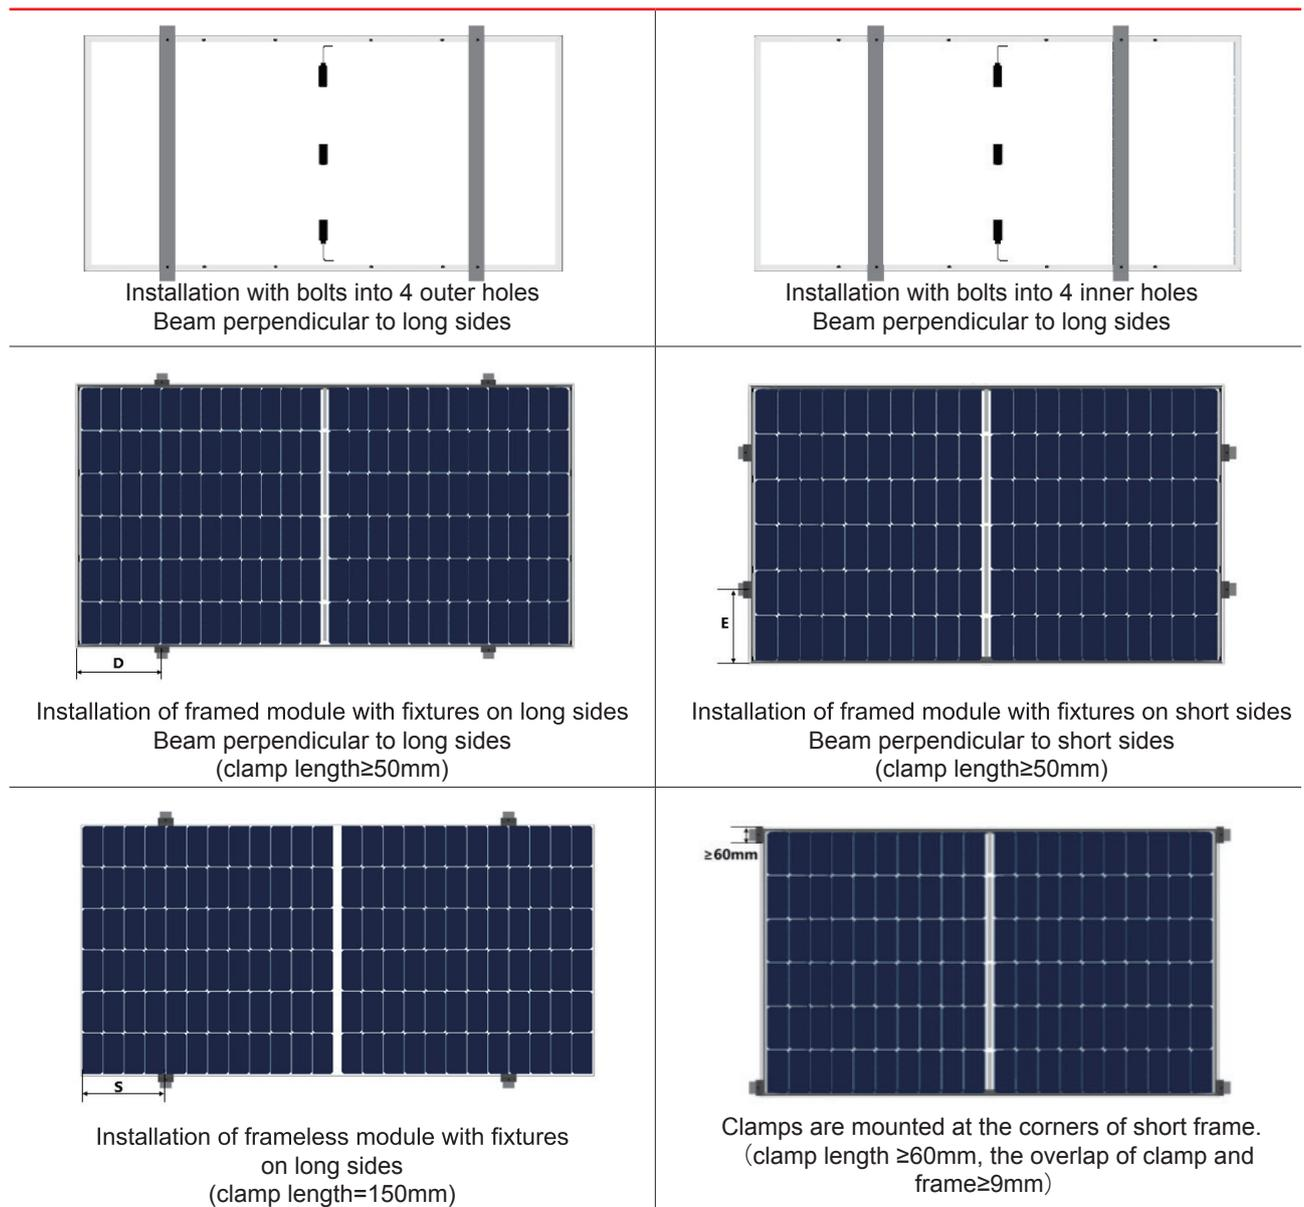 Installation with bolts into 4 outer holes
Beam perpendicular to long sides
Installation with bolts into 4 inner holes
Beam perpendicular to long sides
D
Installation of framed module with fixtures on long sides
Beam perpendicular to long sides
(clamp length≥50mm)
E
Installation of framed module with fixtures on short sides
Beam perpendicular to short sides
(clamp length≥50mm)
S
Installation of frameless module with fixtures
on long sides
(clamp length=150mm)
≥60mm
Clamps are mounted at the corners of short frame.
（clamp length ≥60mm, the overlap of clamp and
frame≥9mm）